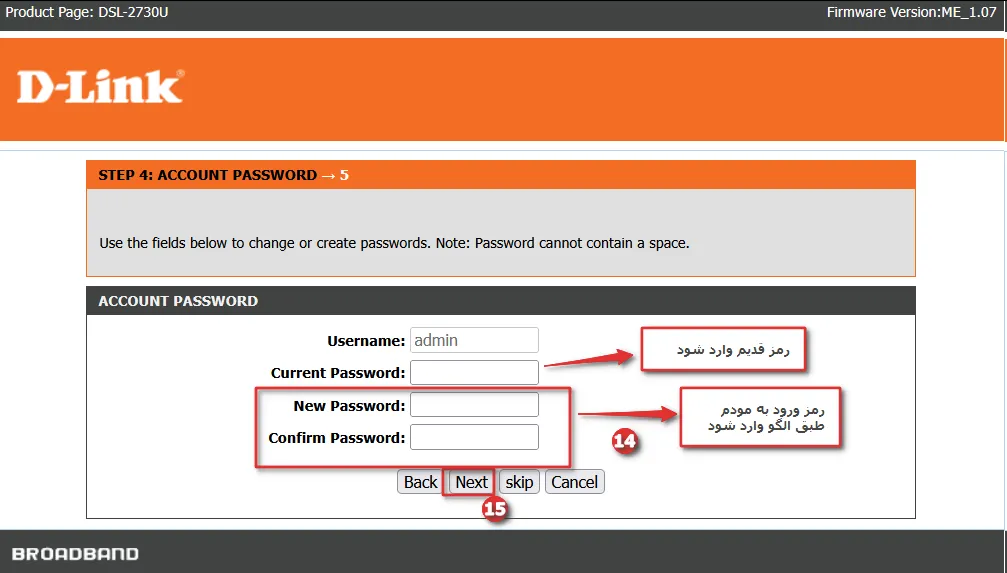 Product Page: DSL-2730U Firmware Version:ME_1.07
D-Link®
STEP 4: ACCOUNT PASSWORD → 5
Use the fields below to change or create passwords. Note: Password cannot contain a space.
ACCOUNT PASSWORD
Username: admin
رمز قدیم وارد شود
Current Password:
New Password:
رمز ورود به مودم
طبق الگو وارد شود
Confirm Password:
14
Back Next skip Cancel
15
BROADBAND